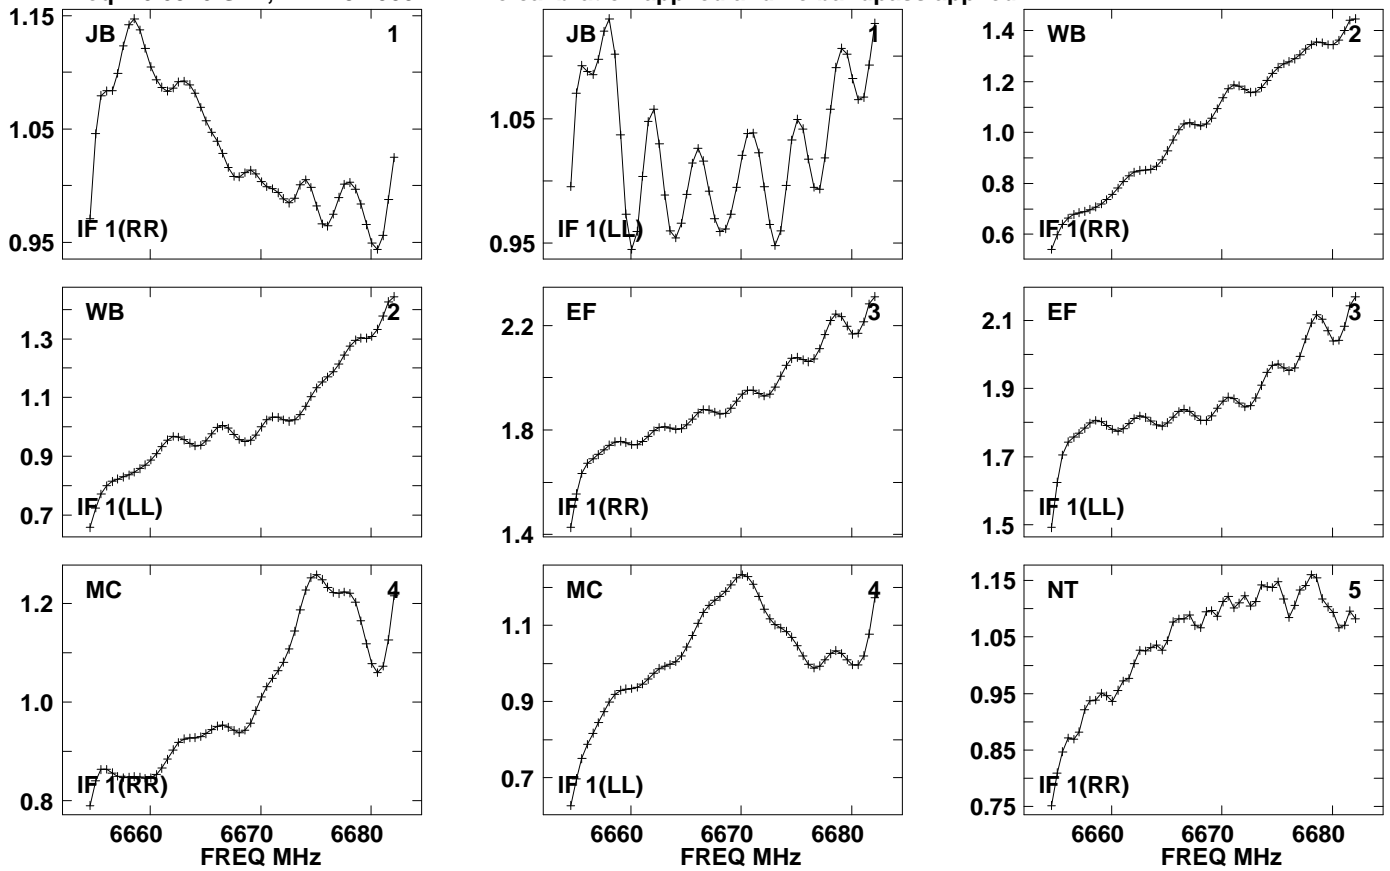 JB 1 JB 1 WB 2
1.15 1.05 0.95 1.05 0.95 1.4 1.2 1.0 0.8 0.6
IF 1(RR) IF 1(LL) IF 1(RR)
WB 2 EF 3 EF 3
1.3 1.1 0.9 0.7 2.2 1.8 1.4 2.1 1.9 1.7 1.5
IF 1(LL) IF 1(RR) IF 1(LL)
MC 4 MC 4 NT 5
1.2 1.0 0.8 1.1 0.9 0.7 1.15 1.05 0.95 0.85 0.75
IF 1(RR) IF 1(LL) IF 1(RR)
6660 6670 6680 6660 6670 6680 6660 6670 6680
FREQ MHz FREQ MHz FREQ MHz